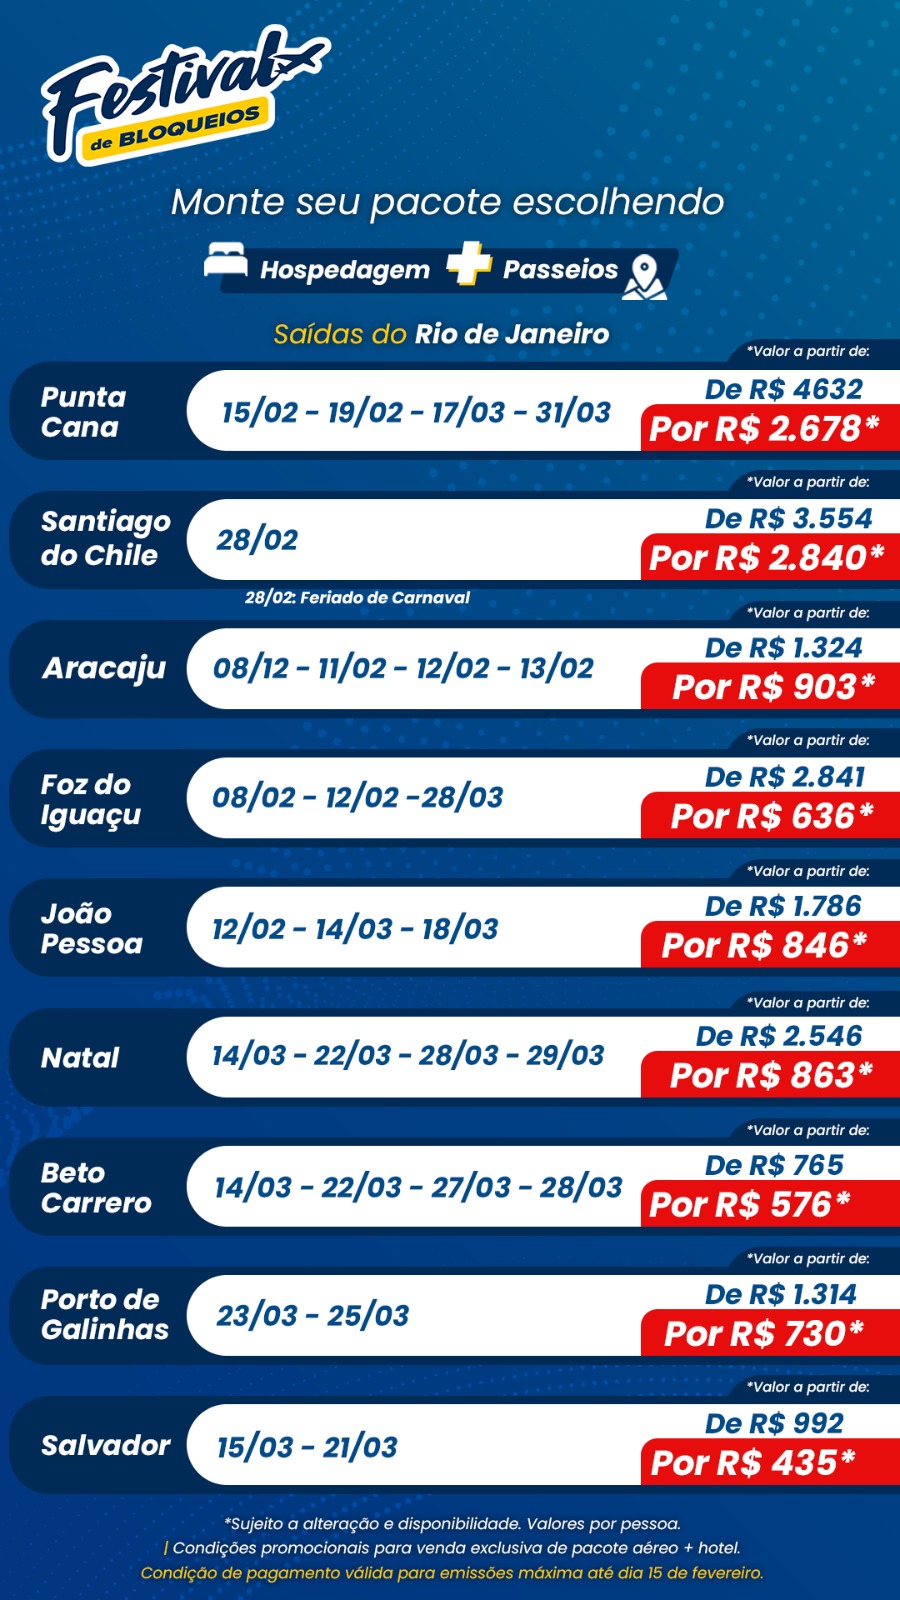 Festival
de BLOQUEIOS
Monte seu pacote escolhendo
Hospedagem + Passeios
Saídas do Rio de Janeiro
*Valor a partir de:
Punta
Cana
15/02 - 19/02 - 17/03 - 31/03
De R$ 4632
Por R$ 2.678*
*Valor a partir de:
Santiago
do Chile
28/02
De R$ 3.554
Por R$ 2.840*
28/02: Feriado de Carnaval
*Valor a partir de:
Aracaju
08/12 - 11/02 - 12/02 - 13/02
De R$ 1.324
Por R$ 903*
*Valor a partir de:
Foz do
Iguaçu
08/02 - 12/02 -28/03
De R$ 2.841
Por R$ 636*
*Valor a partir de:
João
Pessoa
12/02 - 14/03 - 18/03
De R$ 1.786
Por R$ 846*
*Valor a partir de:
Natal
14/03 - 22/03 - 28/03 - 29/03
De R$ 2.546
Por R$ 863*
*Valor a partir de:
Beto
Carrero
14/03 - 22/03 - 27/03 - 28/03
De R$ 765
Por R$ 576*
*Valor a partir de:
Porto de
Galinhas
23/03 - 25/03
De R$ 1.314
Por R$ 730*
*Valor a partir de:
Salvador
15/03 - 21/03
De R$ 992
Por R$ 435*
*Sujeito a alteração e disponibilidade. Valores por pessoa.
| Condições promocionais para venda exclusiva de pacote aéreo + hotel.
Condição de pagamento válida para emissões máxima até dia 15 de fevereiro.